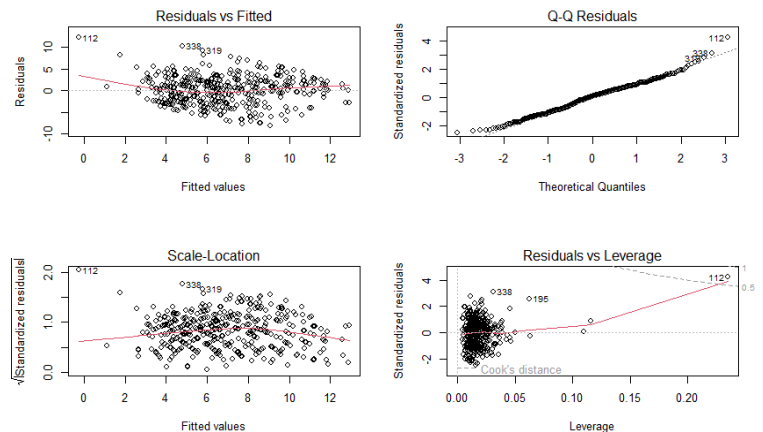 Residuals vs Fitted
Residuals
-10 0 5 10
112
338
319
0 2 4 6 8 10 12
Fitted values
Q-Q Residuals
Standardized residuals
-2 0 2 4
112
338
-3 -2 -1 0 1 2 3
Theoretical Quantiles
Scale-Location
√|Standardized residuals
0.0 1.0 2.0
112
338
319
0 2 4 6 8 10 12
Fitted values
Residuals vs Leverage
Standardized residuals
-2 0 2 4
112
338
195
1
0.5
Cook's distance
0.00 0.05 0.10 0.15 0.20
Leverage